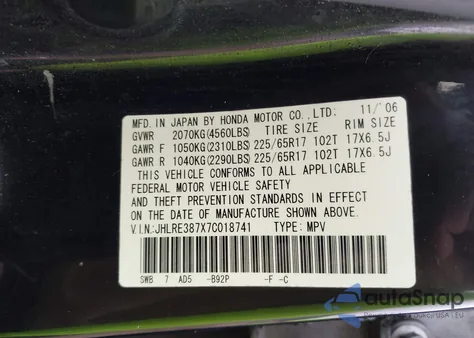 MFD. IN JAPAN BY HONDA MOTOR CO., LTD: 11/'06
GVWR 2070KG(4560LBS) TIRE SIZE RIM SIZE
GAWR F 1050KG(2310LBS) 225/65R17 102T 17X6.5J
GAWR R 1040KG(2290LBS) 225/65R17 102T 17X6.5J
THIS VEHICLE CONFORMS TO ALL APPLICABLE
FEDERAL MOTOR VEHICLE SAFETY
AND THEFT PREVENTION STANDARDS IN EFFECT
ON THE DATE OF MANUFACTURE SHOWN ABOVE.
V.I.N:JHLRE387X7C018741 TYPE: MPV
SWB 7 AD5 -B92P -F -C
autoSnap